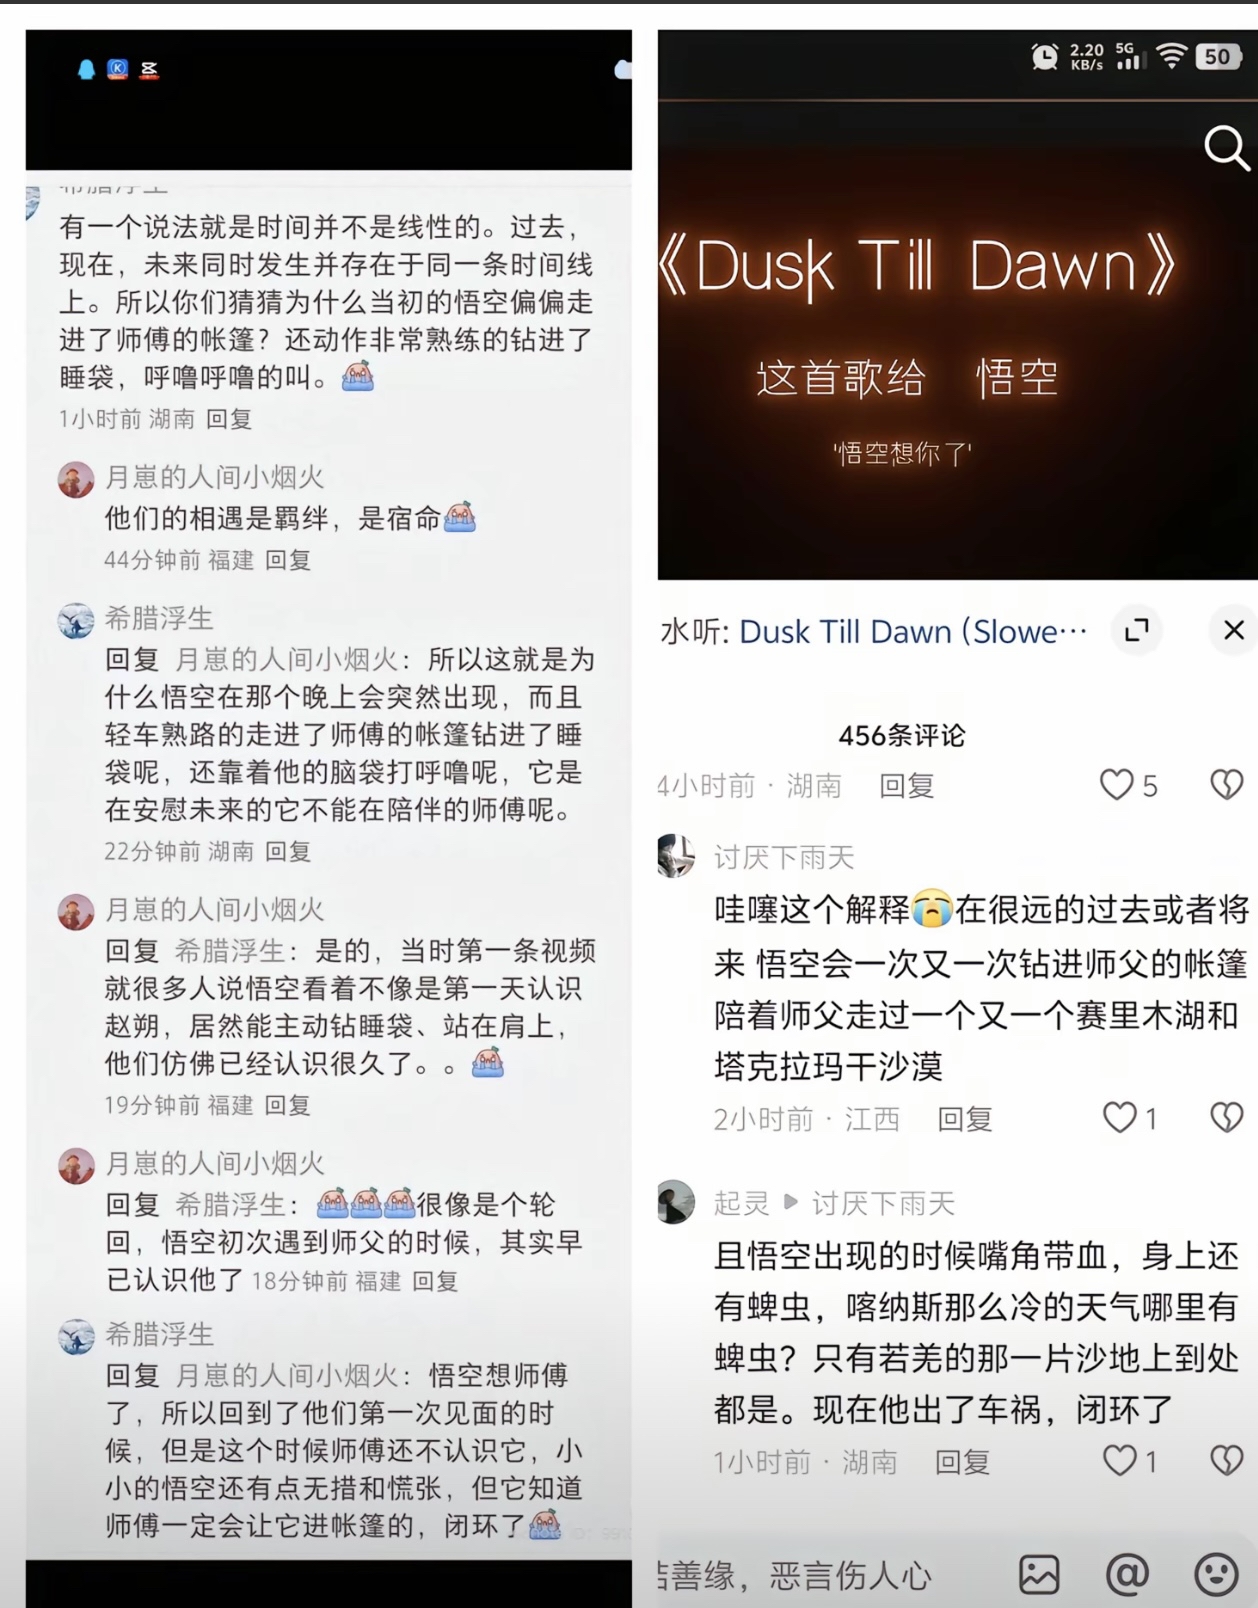 希腊浮生
有一个说法就是时间并不是线性的。过去，
现在，未来同时发生并存在于同一条时间线
上。所以你们猜猜为什么当初的悟空偏偏走
进了师傅的帐篷？还动作非常熟练的钻进了
睡袋，呼噜呼噜的叫。
1小时前 湖南 回复
月崽的人间小烟火
他们的相遇是羁绊，是宿命
44分钟前 福建 回复
希腊浮生
回复 月崽的人间小烟火：所以这就是为
什么悟空在那个晚上会突然出现，而且
轻车熟路的走进了师傅的帐篷钻进了睡
袋呢，还靠着他的脑袋打呼噜呢，它是
在安慰未来的它不能在陪伴的师傅呢。
22分钟前 湖南 回复
月崽的人间小烟火
回复 希腊浮生：是的，当时第一条视频
就很多人说悟空看着不像是第一天认识
赵朔，居然能主动钻睡袋、站在肩上，
他们仿佛已经认识很久了。。
19分钟前 福建 回复
月崽的人间小烟火
回复 希腊浮生：很像是个轮
回，悟空初次遇到师父的时候，其实早
已认识他了 18分钟前 福建 回复
希腊浮生
回复 月崽的人间小烟火：悟空想师傅
了，所以回到了他们第一次见面的时
候，但是这个时候师傅还不认识它，小
小的悟空还有点无措和慌张，但它知道
师傅一定会让它进帐篷的，闭环了
2.20 KB/s 5G 50
《Dusk Till Dawn》
这首歌给 悟空
'悟空想你了'
水听: Dusk Till Dawn (Slowe…
456条评论
4小时前 · 湖南 回复 5
讨厌下雨天
哇噻这个解释😭在很远的过去或者将
来 悟空会一次又一次钻进师父的帐篷
陪着师父走过一个又一个赛里木湖和
塔克拉玛干沙漠
2小时前 · 江西 回复 1
起灵 ▶ 讨厌下雨天
且悟空出现的时候嘴角带血，身上还
有蜱虫，喀纳斯那么冷的天气哪里有
蜱虫？只有若羌的那一片沙地上到处
都是。现在他出了车祸，闭环了
1小时前 · 湖南 回复 1
善缘，恶言伤人心 @